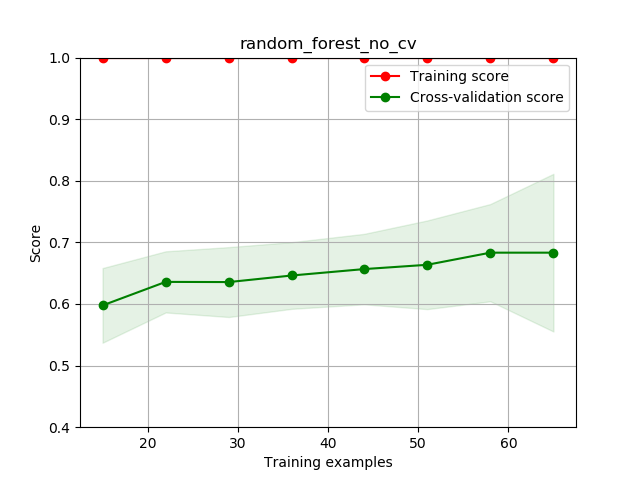 random_forest_no_cv
Training score
Cross-validation score
1.0
0.9
0.8
0.7
0.6
0.5
0.4
Score
20 30 40 50 60
Training examples